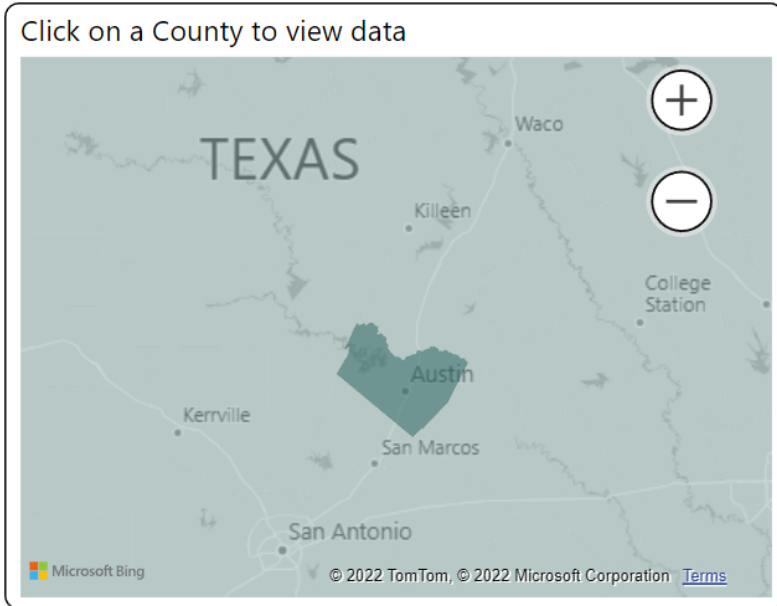 Click on a County to view data
TEXAS
Waco
Killeen
College
Station
Austin
Kerrville
San Marcos
San Antonio
Microsoft Bing
© 2022 TomTom, © 2022 Microsoft Corporation Terms